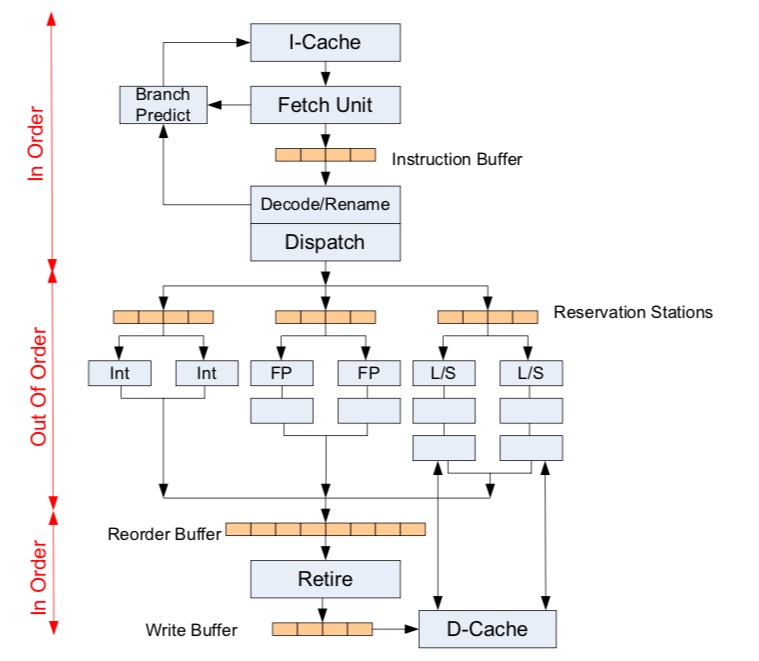 I-Cache
Branch
Predict
Fetch Unit
Instruction Buffer
Decode/Rename
Dispatch
In Order
Reservation Stations
Int
Int
FP
FP
L/S
L/S
Out Of Order
Reorder Buffer
Retire
Write Buffer
D-Cache
In Order